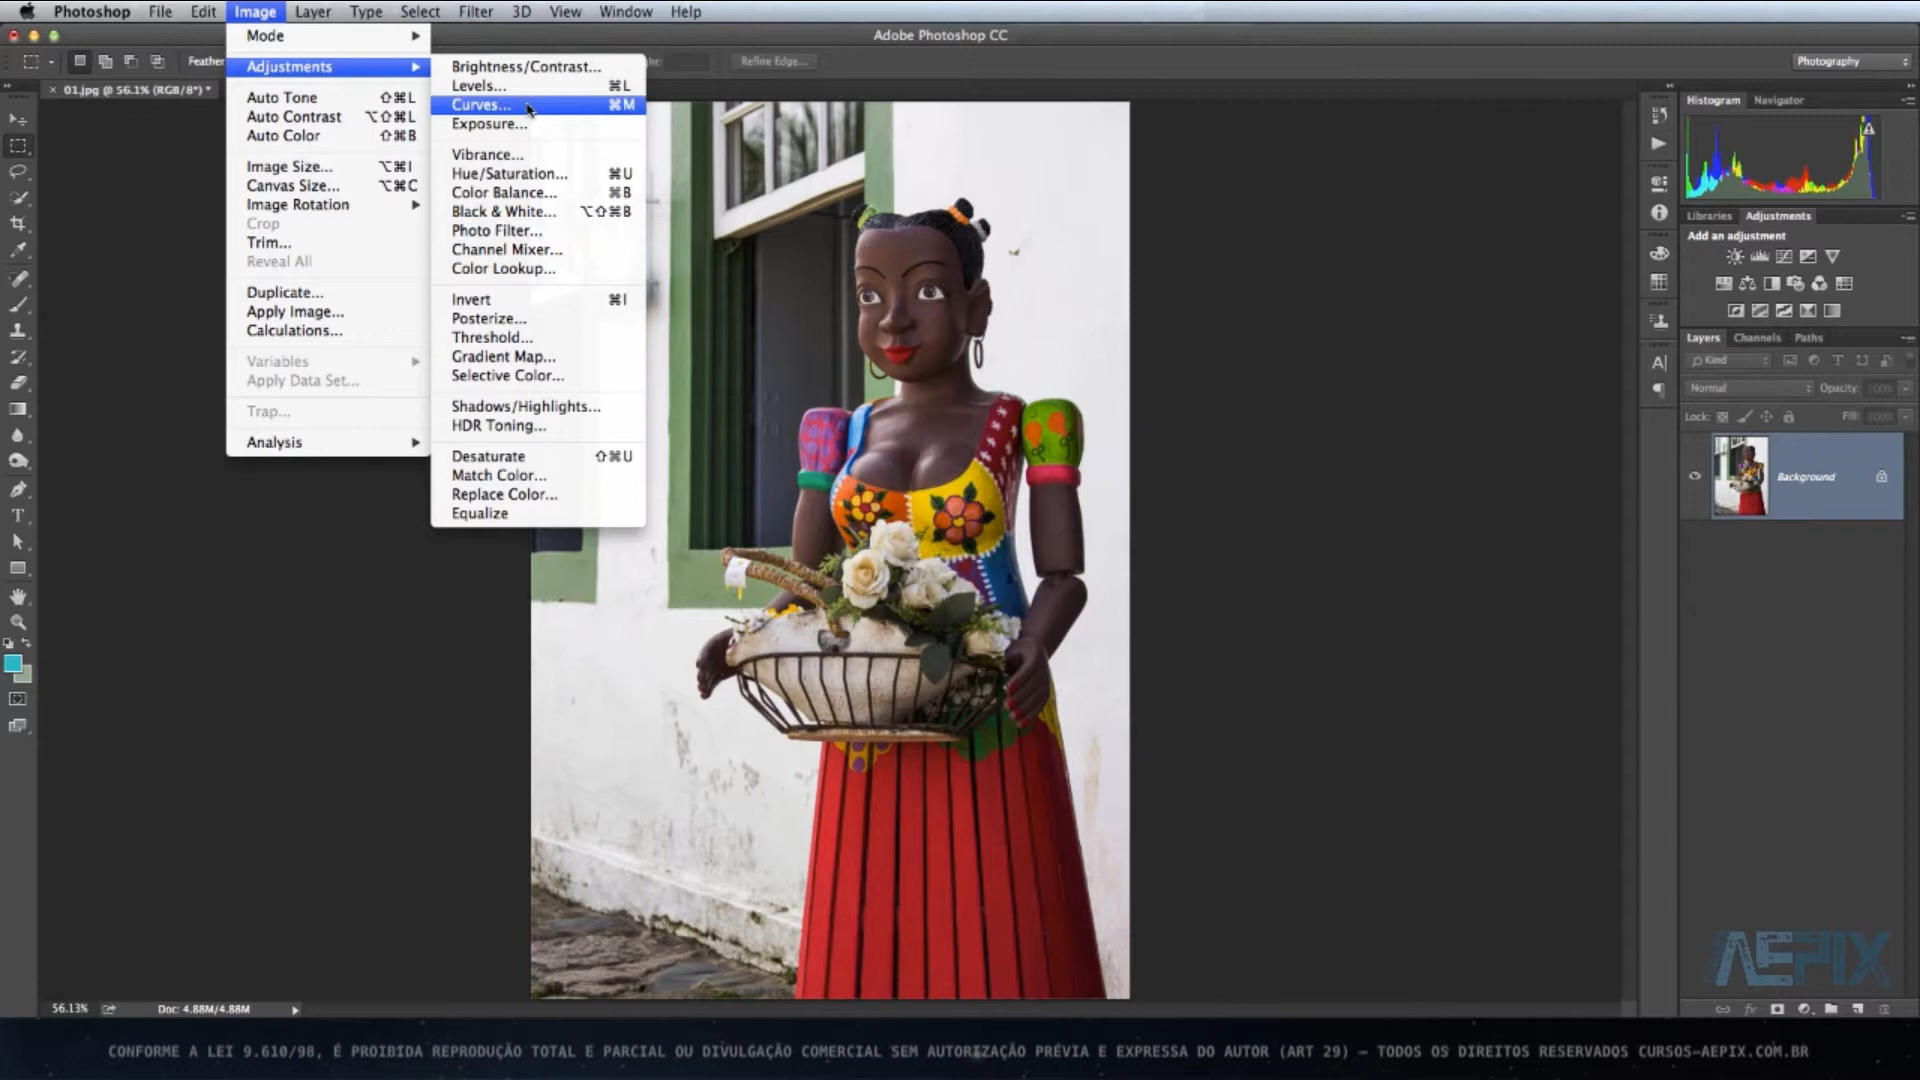 Photoshop File Edit Image Layer Type Select Filter 3D View Window Help
Adobe Photoshop CC
Feather
Refine Edge...
Photography
01.jpg @ 56.1% (RGB/8*) *
Mode
Adjustments
Auto Tone ⇧⌘L
Auto Contrast ⌥⇧⌘L
Auto Color ⇧⌘B
Image Size... ⌥⌘I
Canvas Size... ⌥⌘C
Image Rotation
Crop
Trim...
Reveal All
Duplicate...
Apply Image...
Calculations...
Variables
Apply Data Set...
Trap...
Analysis
Brightness/Contrast...
Levels... ⌘L
Curves... ⌘M
Exposure...
Vibrance...
Hue/Saturation... ⌘U
Color Balance... ⌘B
Black & White... ⌥⇧⌘B
Photo Filter...
Channel Mixer...
Color Lookup...
Invert ⌘I
Posterize...
Threshold...
Gradient Map...
Selective Color...
Shadows/Highlights...
HDR Toning...
Desaturate ⇧⌘U
Match Color...
Replace Color...
Equalize
Histogram Navigator
Libraries Adjustments
Add an adjustment
Layers Channels Paths
Kind
Normal Opacity: 100%
Lock: Fill: 100%
Background
AEPIX
56.13% Doc: 4.88M/4.88M
CONFORME A LEI 9.610/98, É PROIBIDA REPRODUÇÃO TOTAL E PARCIAL OU DIVULGAÇÃO COMERCIAL SEM AUTORIZAÇÃO PRÉVIA E EXPRESSA DO AUTOR (ART 29) – TODOS OS DIREITOS RESERVADOS CURSOS-AEPIX.COM.BR